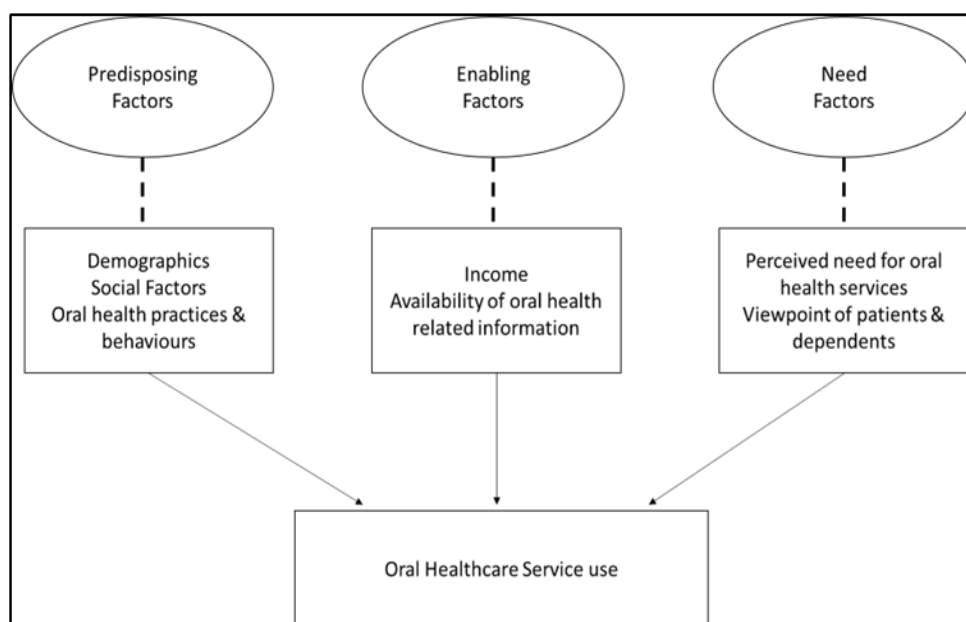 Predisposing
Factors
Enabling
Factors
Need
Factors
Demographics
Social Factors
Oral health practices &
behaviours
Income
Availability of oral health
related information
Perceived need for oral
health services
Viewpoint of patients &
dependents
Oral Healthcare Service use